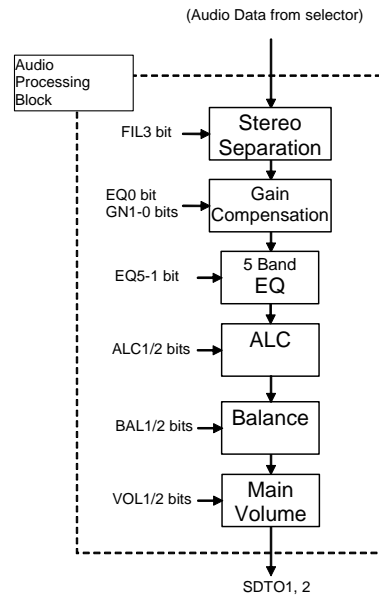 (Audio Data from selector)
Audio
Processing
Block
FIL3 bit
Stereo
Separation
EQ0 bit
GN1-0 bits
Gain
Compensation
EQ5-1 bit
5 Band
EQ
ALC1/2 bits
ALC
BAL1/2 bits
Balance
VOL1/2 bits
Main
Volume
SDTO1, 2